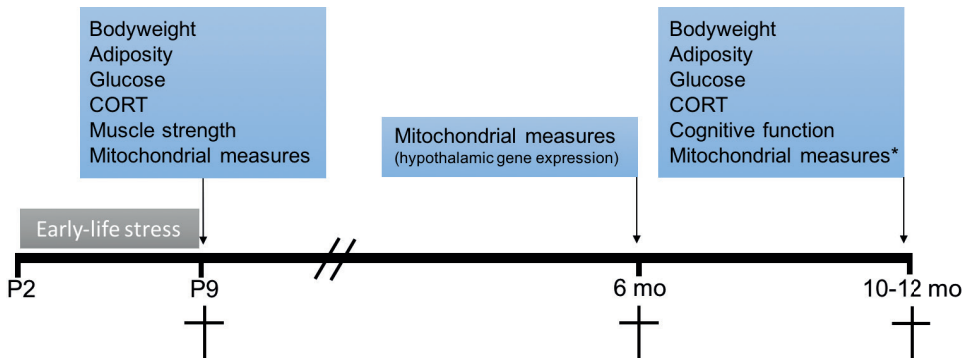 Bodyweight
Adiposity
Glucose
CORT
Muscle strength
Mitochondrial measures
Mitochondrial measures
(hypothalamic gene expression)
Bodyweight
Adiposity
Glucose
CORT
Cognitive function
Mitochondrial measures*
Early-life stress
P2
P9
6 mo
10-12 mo